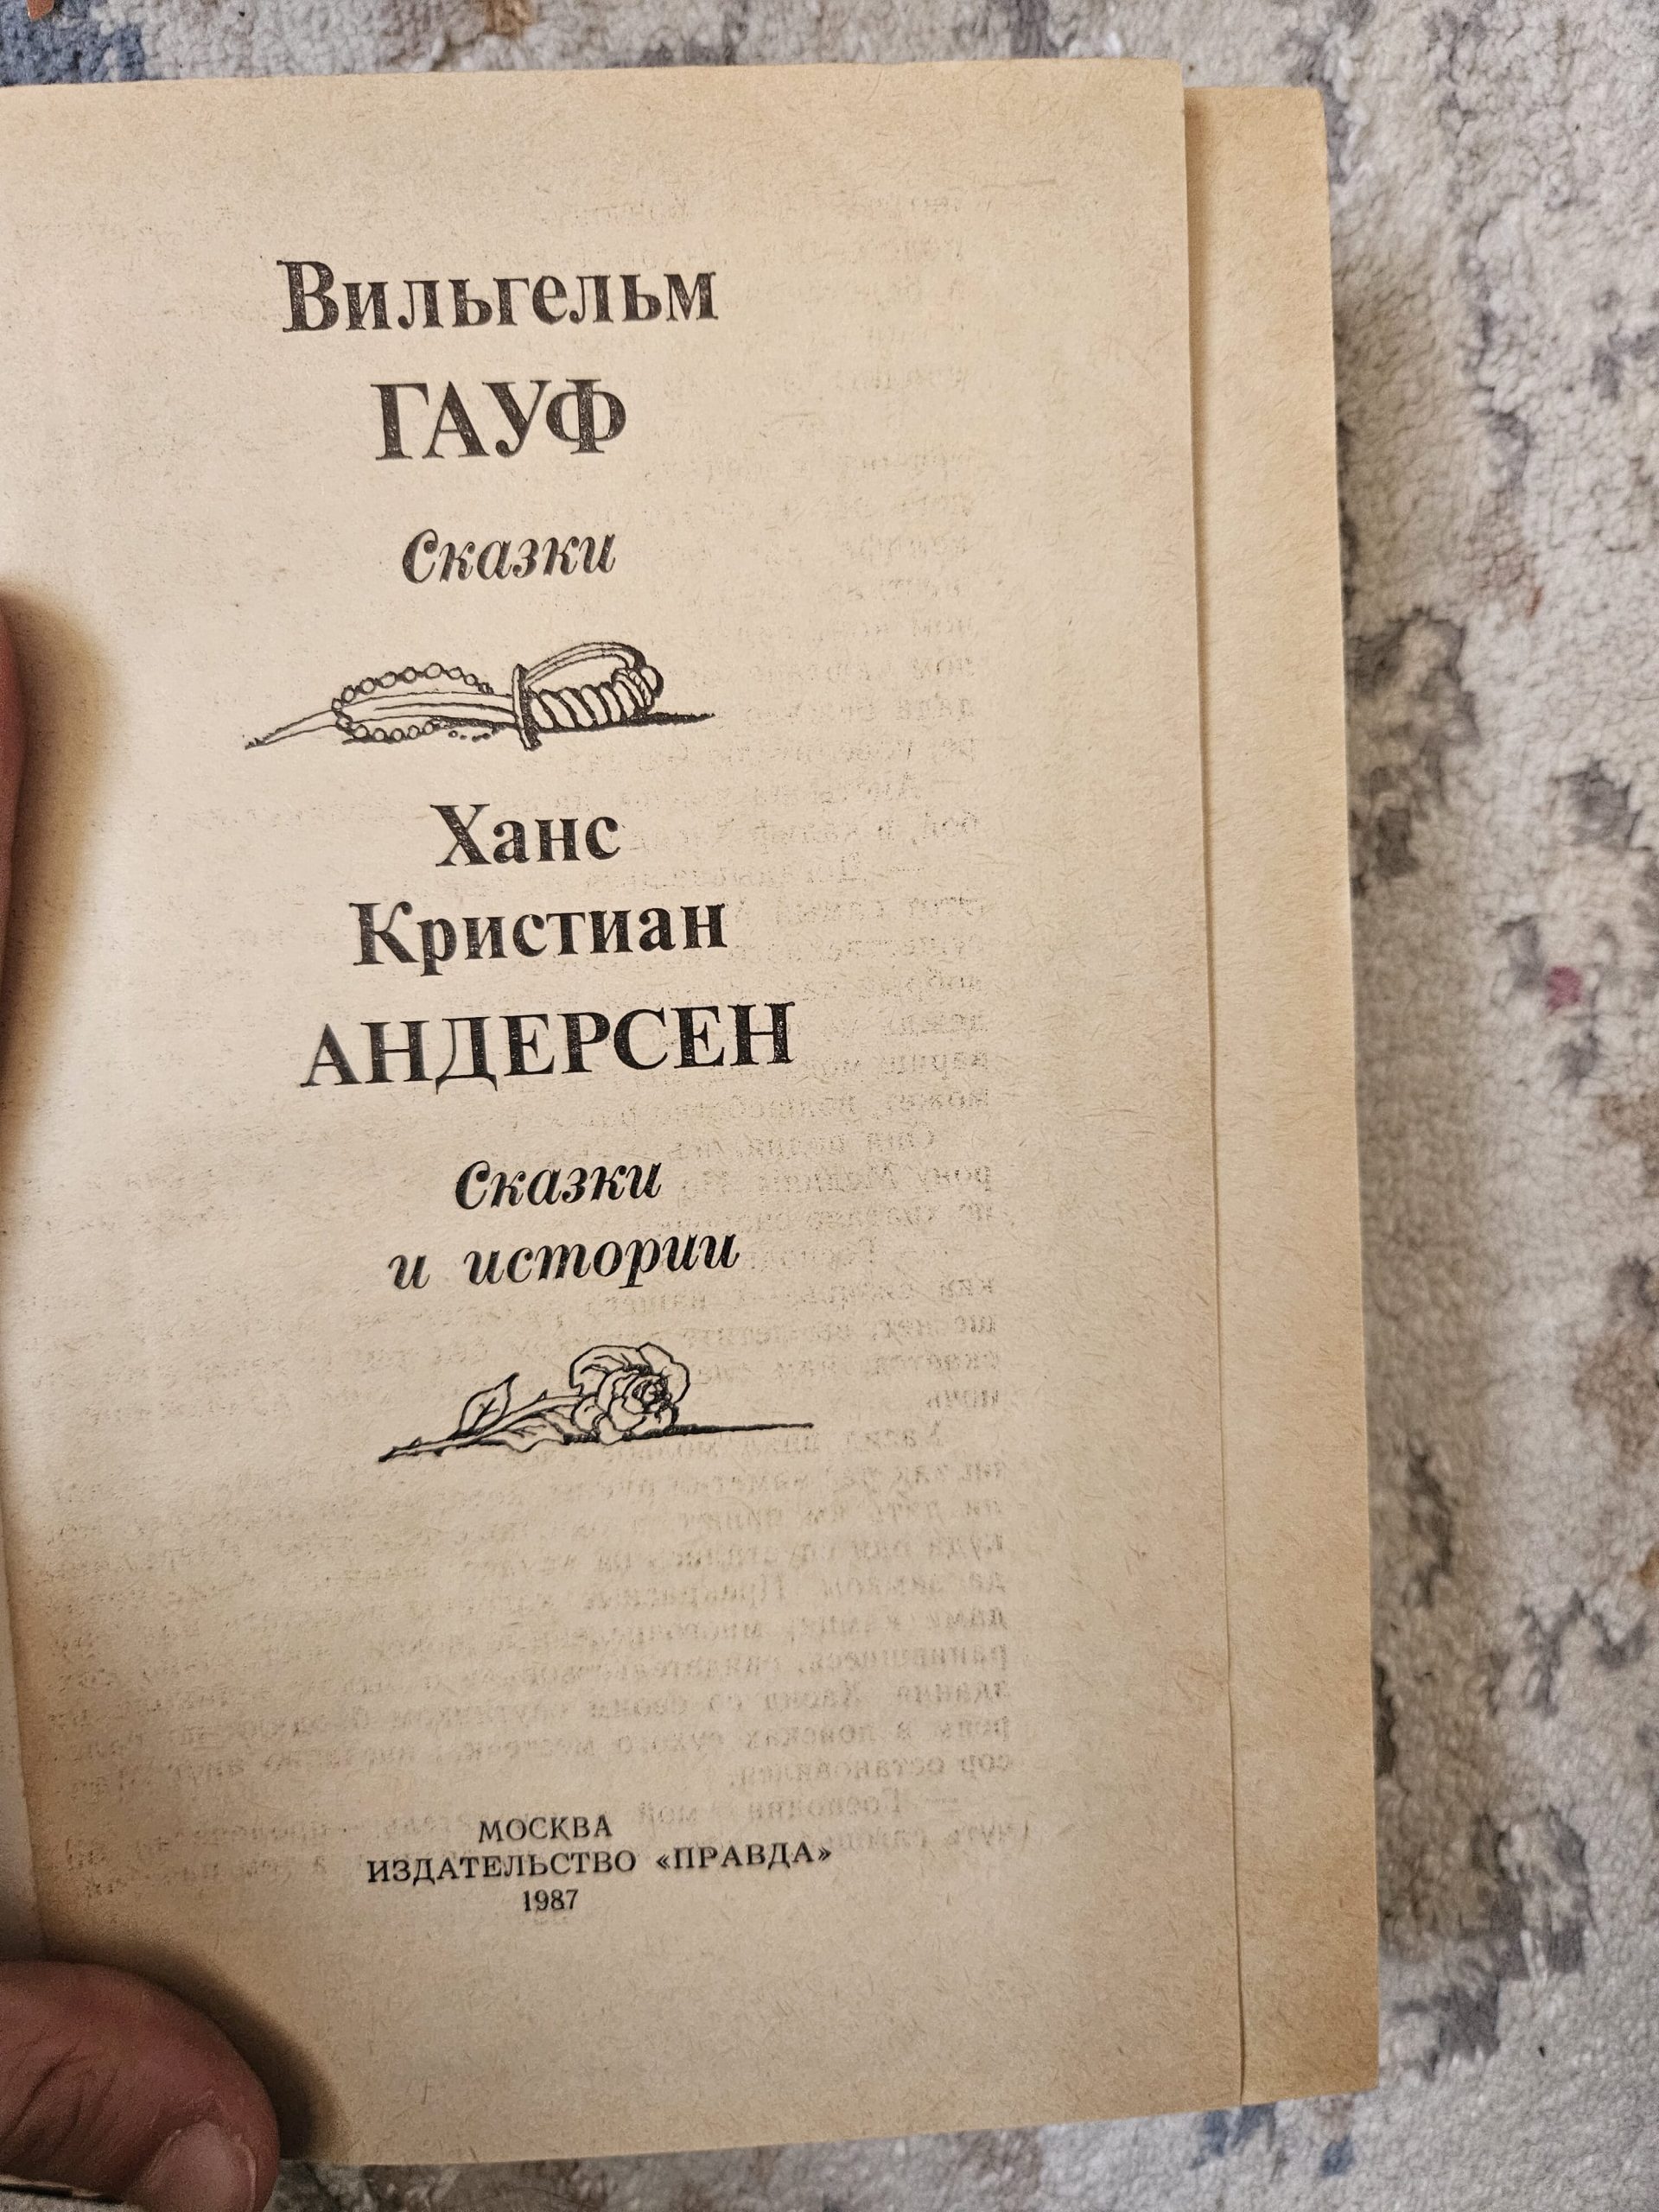 Вильгельм
ГАУФ
сказки
Ханс
Кристиан
АНДЕРСЕН
сказки
и истории
МОСКВА
ИЗДАТЕЛЬСТВО «ПРАВДА»
1987